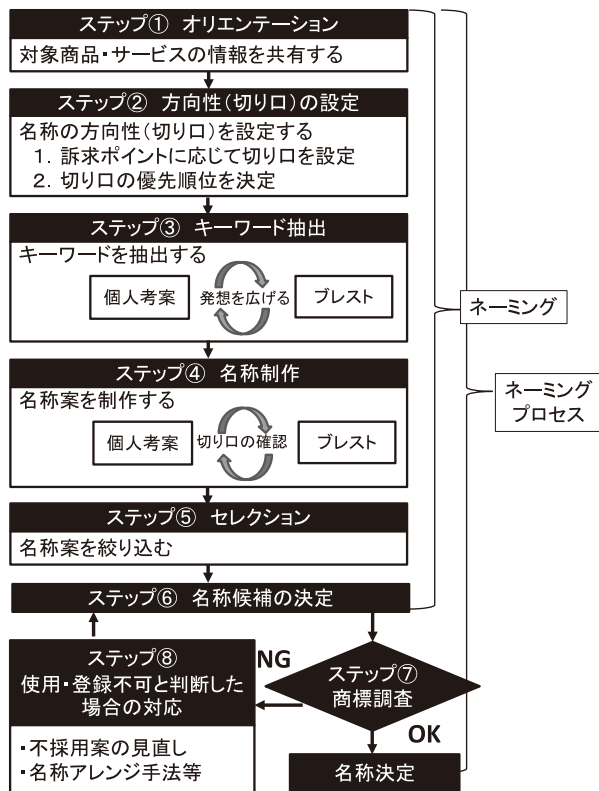 ステップ① オリエンテーション
対象商品・サービスの情報を共有する
ステップ② 方向性(切り口)の設定
名称の方向性(切り口)を設定する
1. 訴求ポイントに応じて切り口を設定
2. 切り口の優先順位を決定
ステップ③ キーワード抽出
キーワードを抽出する
個人考案
発想を広げる
ブレスト
ステップ④ 名称制作
名称案を制作する
個人考案
切り口の確認
ブレスト
ステップ⑤ セレクション
名称案を絞り込む
ステップ⑥ 名称候補の決定
ステップ⑦
商標調査
NG
OK
ステップ⑧
使用・登録不可と判断した
場合の対応
・不採用案の見直し
・名称アレンジ手法等
名称決定
ネーミング
ネーミング
プロセス